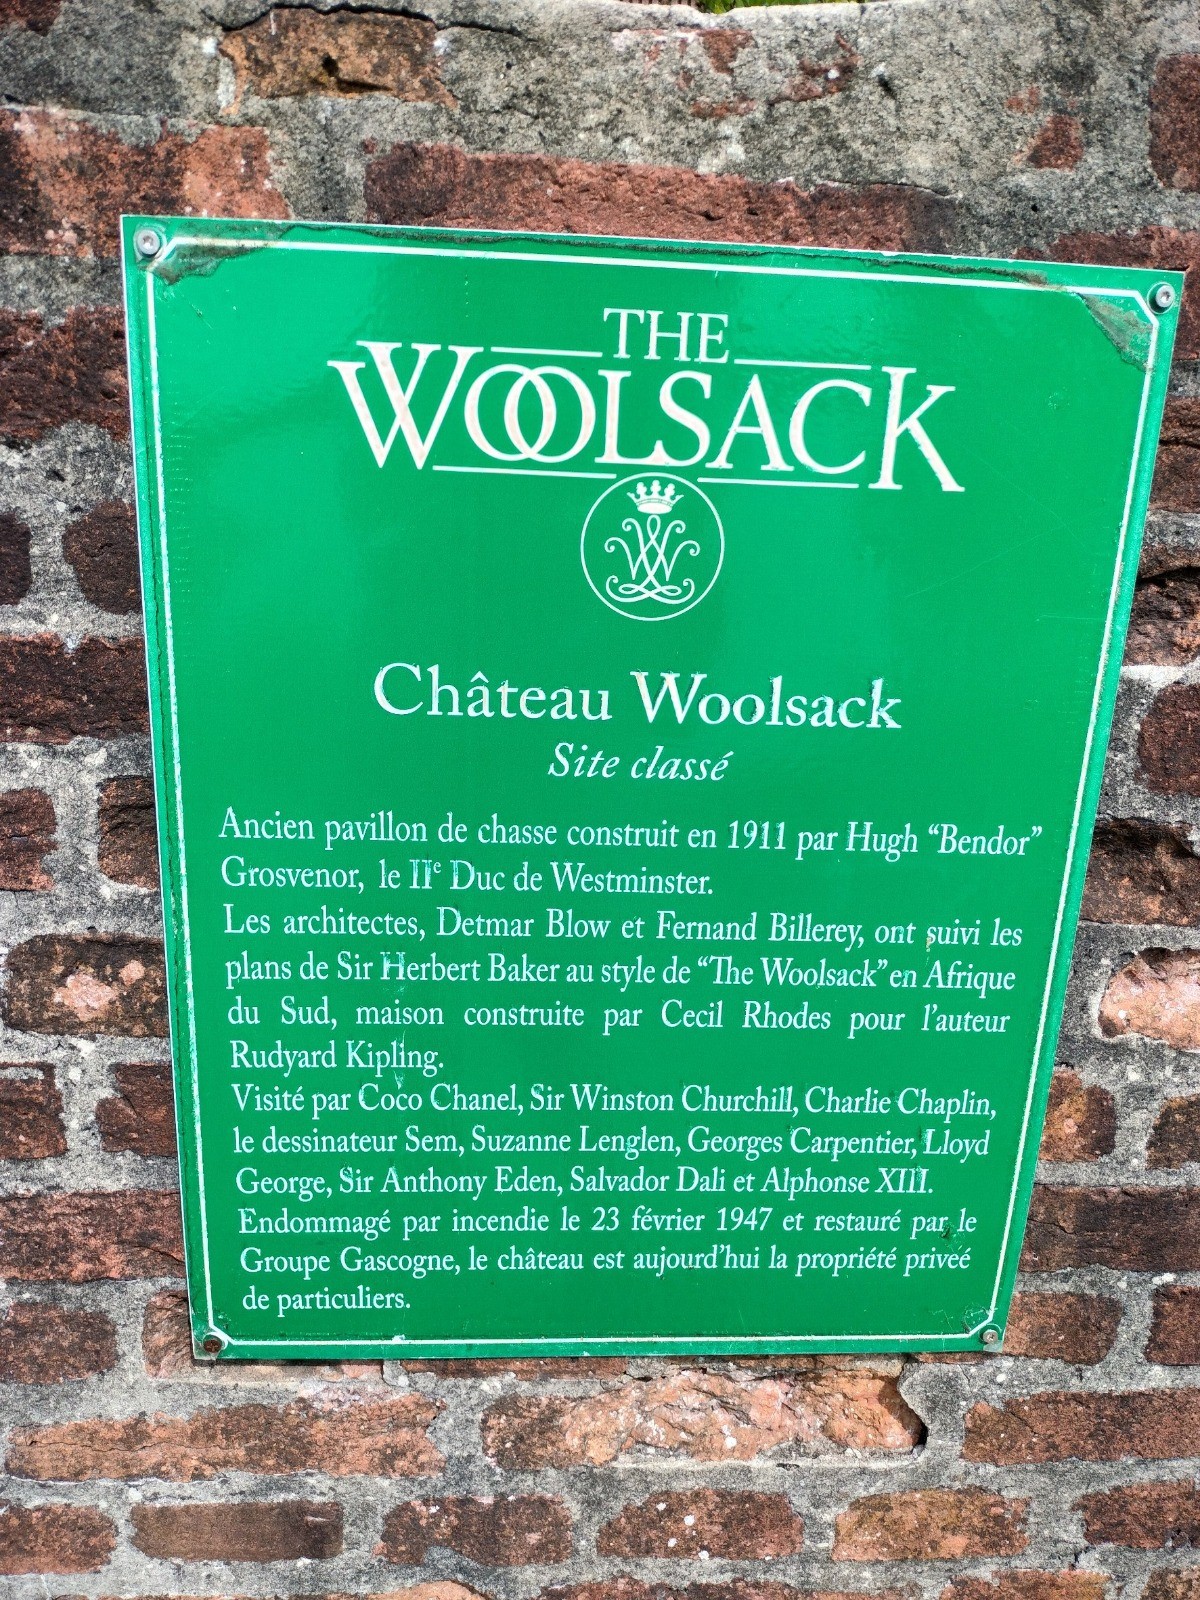 THE
WOOLSACK
W
Château Woolsack
Site classé
Ancien pavillon de chasse construit en 1911 par Hugh “Bendor”
Grosvenor, le IIe Duc de Westminster.
Les architectes, Detmar Blow et Fernand Billerey, ont suivi les
plans de Sir Herbert Baker au style de “The Woolsack” en Afrique
du Sud, maison construite par Cecil Rhodes pour l’auteur
Rudyard Kipling.
Visité par Coco Chanel, Sir Winston Churchill, Charlie Chaplin,
le dessinateur Sem, Suzanne Lenglen, Georges Carpentier, Lloyd
George, Sir Anthony Eden, Salvador Dali et Alphonse XIII.
Endommagé par incendie le 23 février 1947 et restauré par le
Groupe Gascogne, le château est aujourd’hui la propriété priveé
de particuliers.